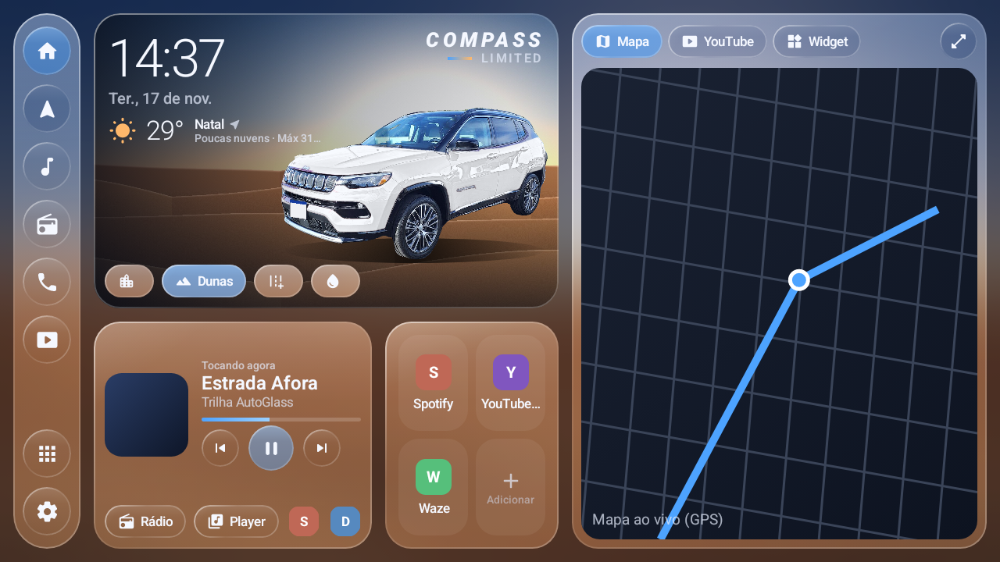 14:37
Ter., 17 de nov.
29°
Natal
Poucas nuvens · Máx 31...
COMPASS
LIMITED
Dunas
Mapa
YouTube
Widget
Mapa ao vivo (GPS)
Tocando agora
Estrada Afora
Trilha AutoGlass
Rádio
Player
S
D
S
Spotify
Y
YouTube...
W
Waze
+
Adicionar